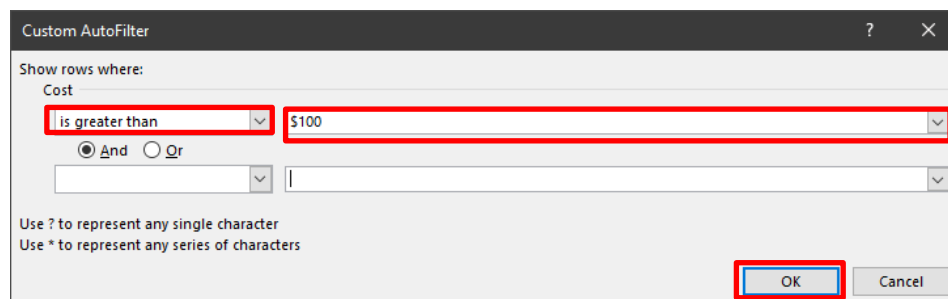 Custom AutoFilter ?
Show rows where:
Cost
is greater than $100
And Or
Use ? to represent any single character
Use * to represent any series of characters
OK Cancel